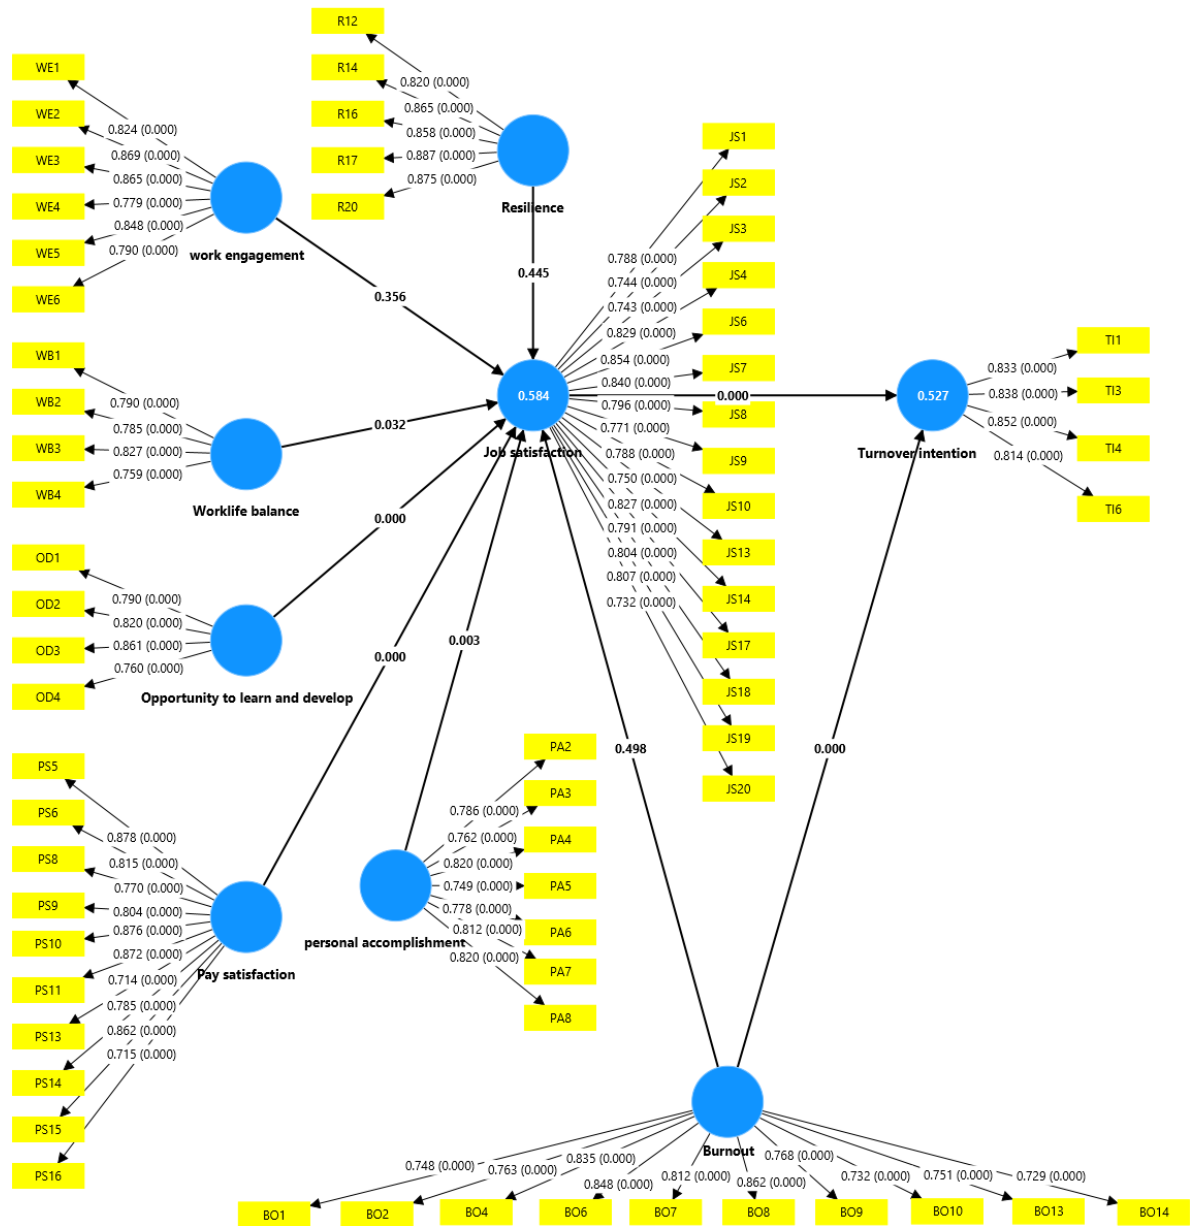 R12
R14
R16
R17
R20
0.820 (0.000)
0.865 (0.000)
0.858 (0.000)
0.887 (0.000)
0.875 (0.000)
Resilience
WE1
WE2
WE3
WE4
WE5
WE6
0.824 (0.000)
0.869 (0.000)
0.865 (0.000)
0.779 (0.000)
0.848 (0.000)
0.790 (0.000)
work engagement
0.356
0.445
WB1
WB2
WB3
WB4
0.790 (0.000)
0.785 (0.000)
0.827 (0.000)
0.759 (0.000)
Worklife balance
0.032
OD1
OD2
OD3
OD4
0.790 (0.000)
0.820 (0.000)
0.861 (0.000)
0.760 (0.000)
Opportunity to learn and develop
0.000
PS5
PS6
PS8
PS9
PS10
PS11
PS13
PS14
PS15
PS16
0.878 (0.000)
0.815 (0.000)
0.770 (0.000)
0.804 (0.000)
0.876 (0.000)
0.872 (0.000)
0.714 (0.000)
0.785 (0.000)
0.862 (0.000)
0.715 (0.000)
Pay satisfaction
0.000
PA2
PA3
PA4
PA5
PA6
PA7
PA8
0.786 (0.000)
0.762 (0.000)
0.820 (0.000)
0.749 (0.000)
0.778 (0.000)
0.812 (0.000)
0.820 (0.000)
personal accomplishment
0.003
0.584
Job satisfaction
JS1
JS2
JS3
JS4
JS6
JS7
JS8
JS9
JS10
JS13
JS14
JS17
JS18
JS19
JS20
0.788 (0.000)
0.744 (0.000)
0.743 (0.000)
0.829 (0.000)
0.854 (0.000)
0.840 (0.000)
0.796 (0.000)
0.771 (0.000)
0.788 (0.000)
0.750 (0.000)
0.827 (0.000)
0.791 (0.000)
0.804 (0.000)
0.807 (0.000)
0.732 (0.000)
0.000
0.527
Turnover intention
TI1
TI3
TI4
TI6
0.833 (0.000)
0.838 (0.000)
0.852 (0.000)
0.814 (0.000)
0.498
0.000
Burnout
0.748 (0.000)
0.763 (0.000)
0.835 (0.000)
0.848 (0.000)
0.812 (0.000)
0.862 (0.000)
0.768 (0.000)
0.732 (0.000)
0.751 (0.000)
0.729 (0.000)
BO1
BO2
BO4
BO6
BO7
BO8
BO9
BO10
BO13
BO14